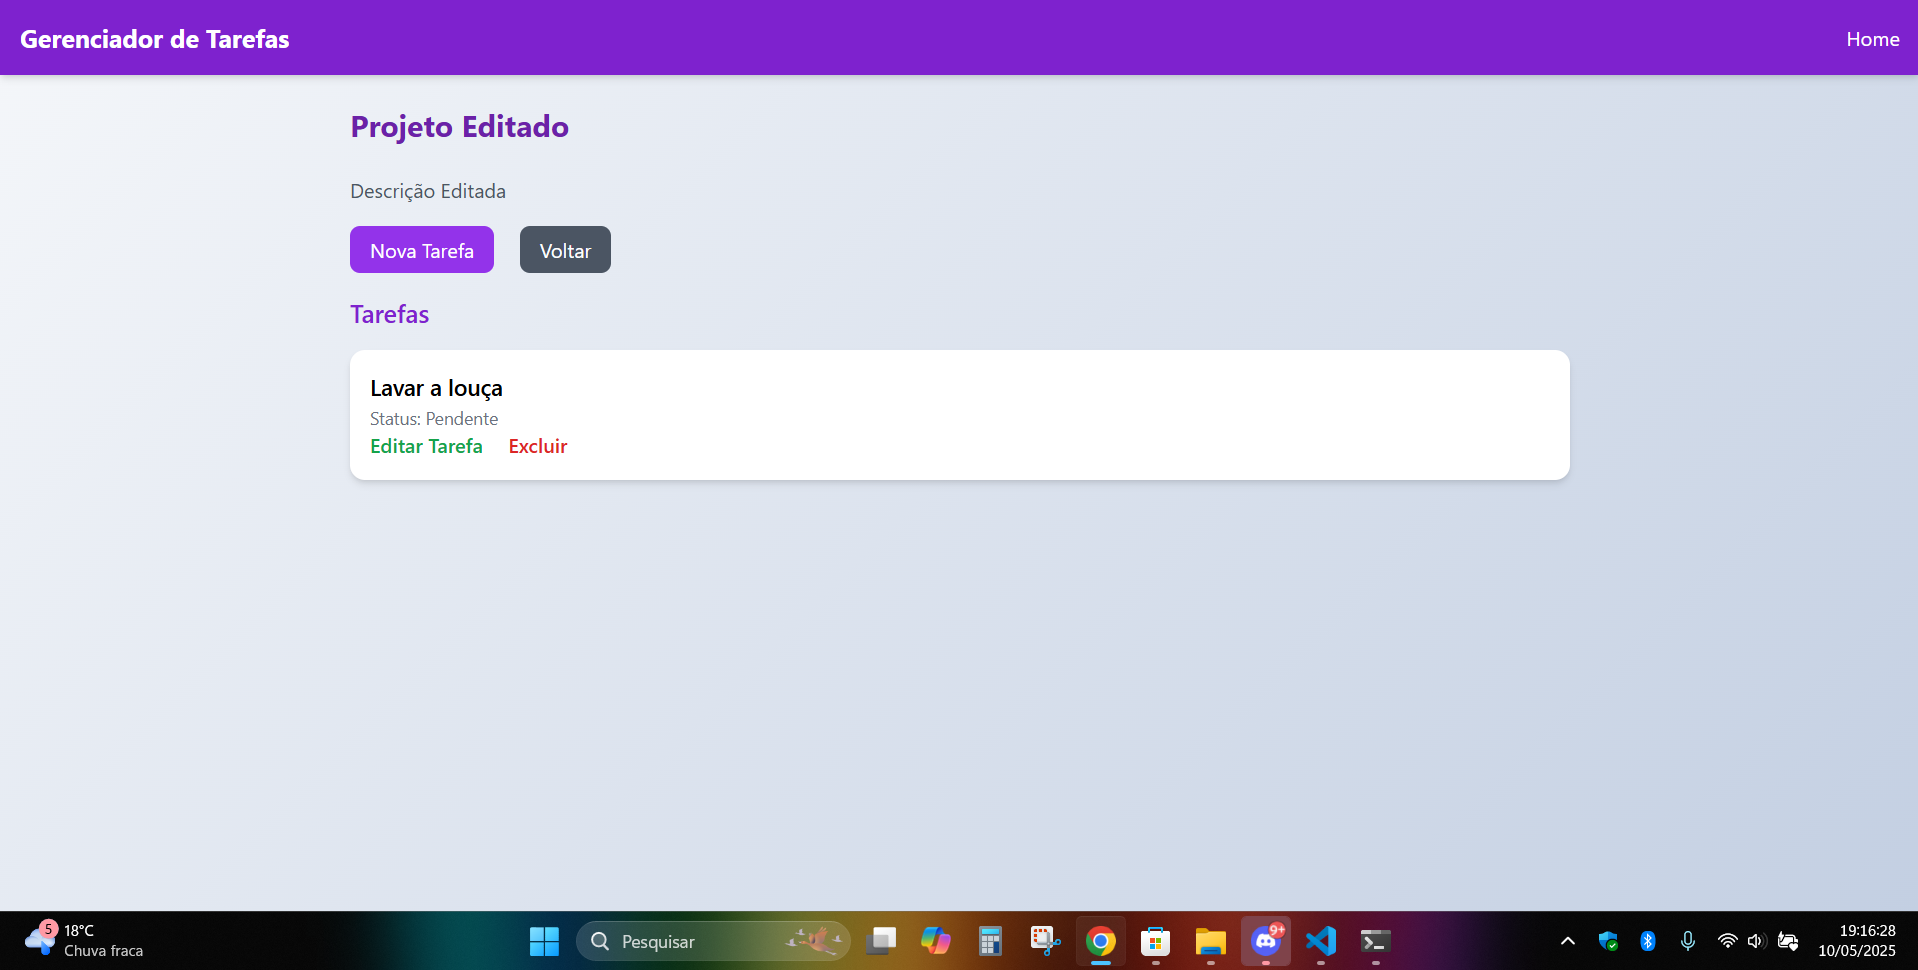 Gerenciador de Tarefas
Home
Projeto Editado
Descrição Editada
Nova Tarefa
Voltar
Tarefas
Lavar a louça
Status: Pendente
Editar Tarefa
Excluir
5
18°C
Chuva fraca
Pesquisar
9+
19:16:28
10/05/2025